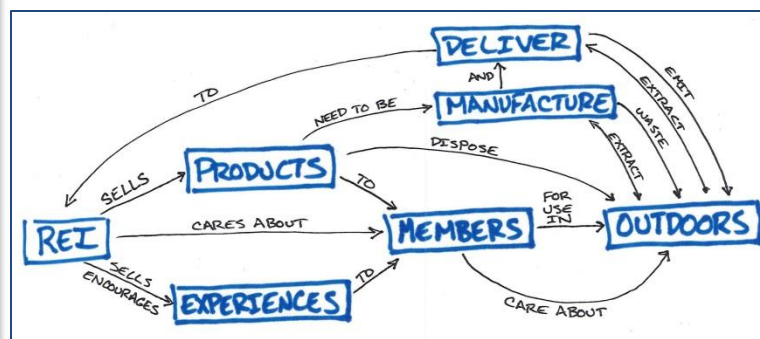 DELIVER
EMIT
EXTRACT
WASTE
AND
TO
NEED TO BE
MANUFACTURE
EXTRACT
DISPOSE
PRODUCTS
SELLS
TO
FOR
USE
IN
REI
CARES ABOUT
MEMBERS
OUTDOORS
SELLS
ENCOURAGES
TO
EXPERIENCES
CARE ABOUT